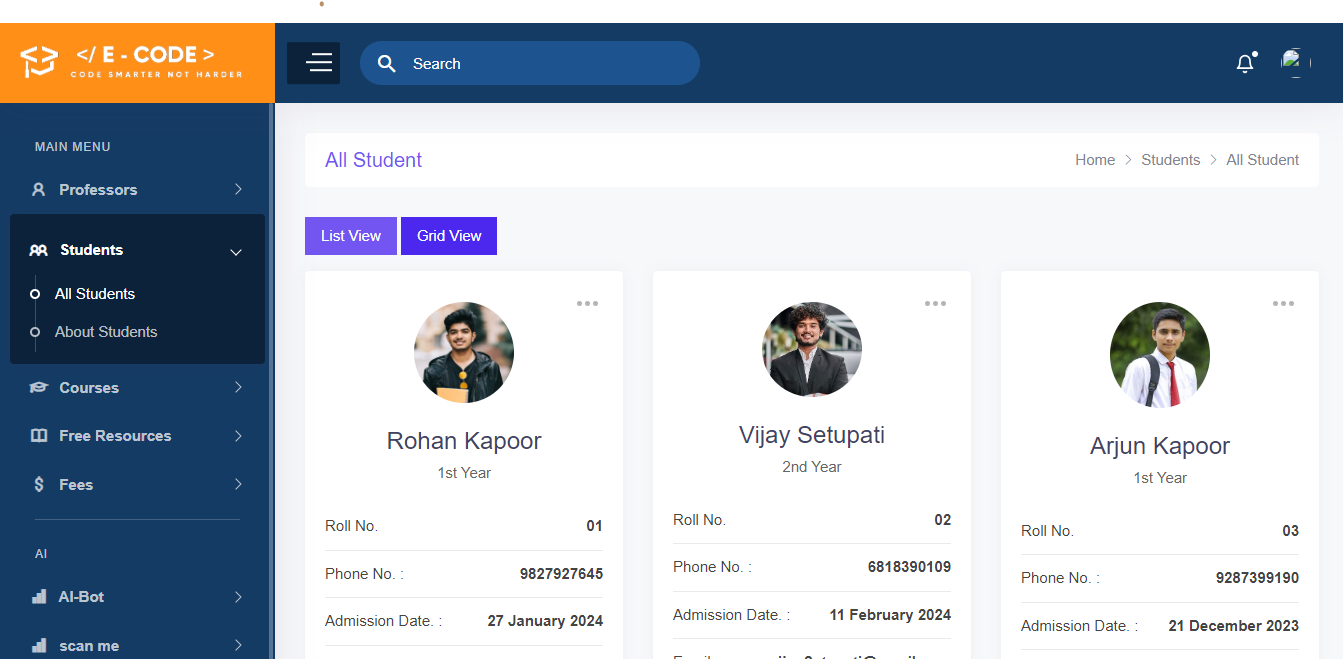 </ E - CODE >
CODE SMARTER NOT HARDER
Search
MAIN MENU
Professors
Students
All Students
About Students
Courses
Free Resources
Fees
AI
AI-Bot
scan me
All Student
Home > Students > All Student
List View
Grid View
Rohan Kapoor
1st Year
Roll No. 01
Phone No. : 9827927645
Admission Date. : 27 January 2024
Vijay Setupati
2nd Year
Roll No. 02
Phone No. : 6818390109
Admission Date. : 11 February 2024
Arjun Kapoor
1st Year
Roll No. 03
Phone No. : 9287399190
Admission Date. : 21 December 2023